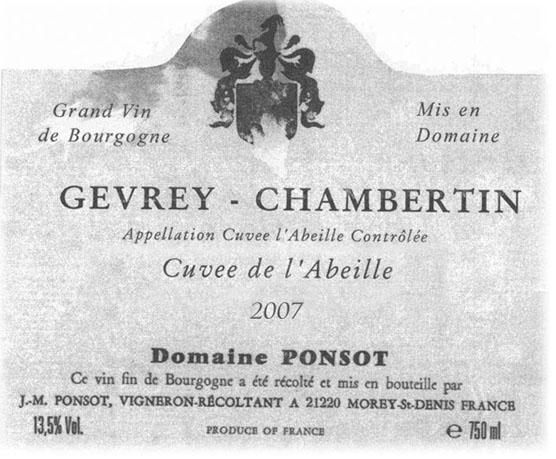 Grand Vin
de Bourgogne
Mis en
Domaine
GEVREY - CHAMBERTIN
Appellation Cuvee l'Abeille Contrôlée
Cuvee de l'Abeille
2007
Domaine PONSOT
Ce vin fin de Bourgogne a été récolté et mis en bouteille par
J.-M. PONSOT, VIGNERON-RÉCOLTANT A 21220 MOREY-St-DENIS FRANCE
13,5% Vol.
PRODUCE OF FRANCE
e 750 ml